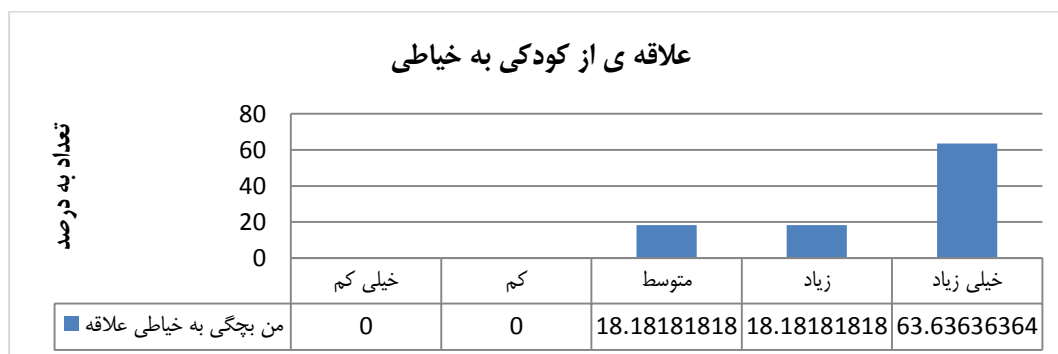 علاقه ی از کودکی به خیاطی
تعداد به درصد
80
60
40
20
0
خیلی کم کم متوسط زیاد خیلی زیاد
من بچگی به خیاطی علاقه 0 0 18.18181818 18.18181818 63.63636364